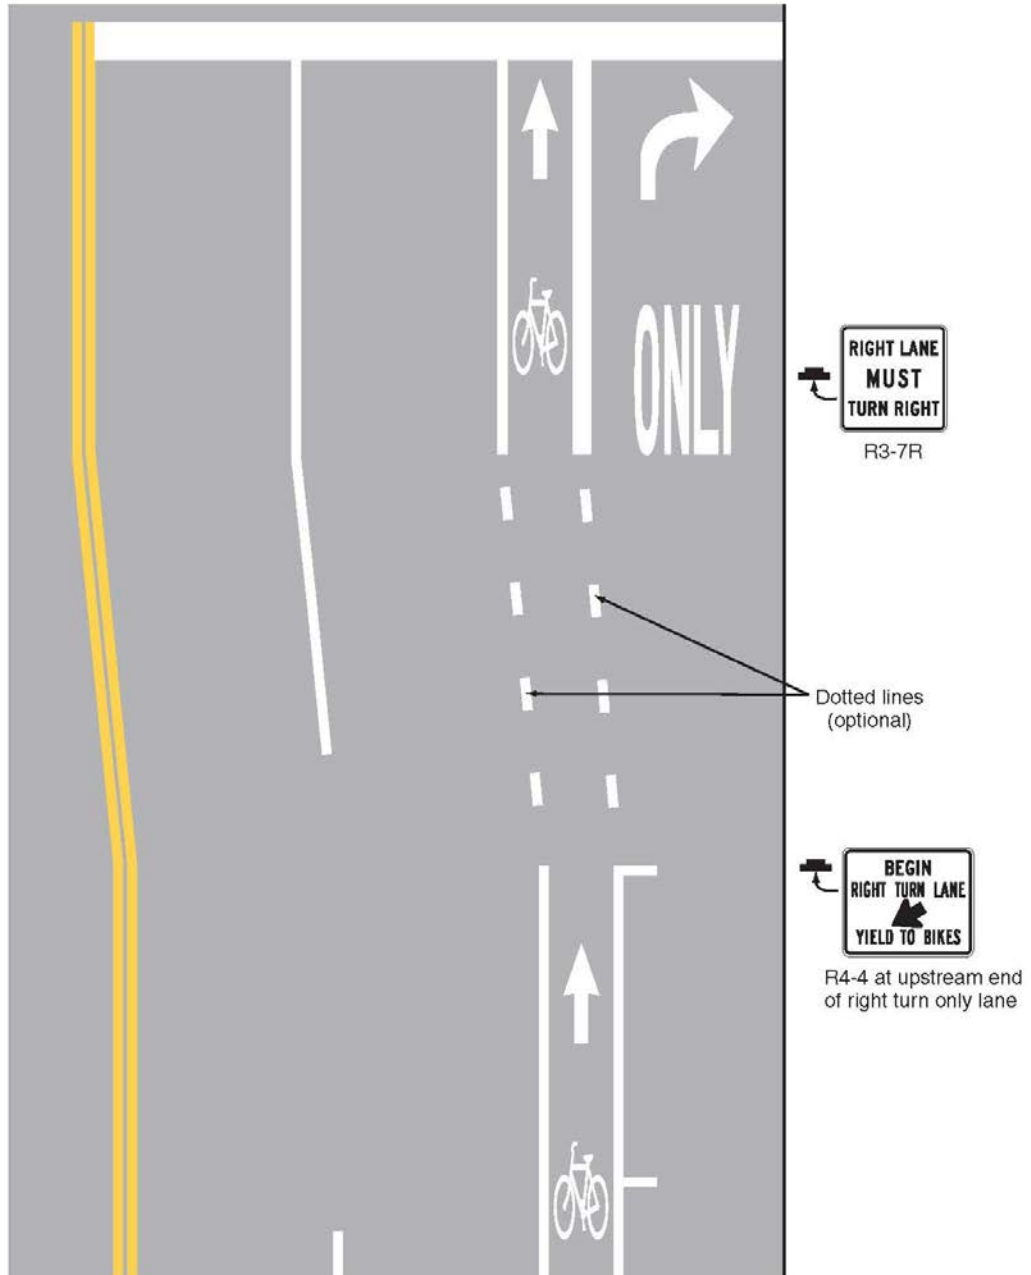 ONLY
RIGHT LANE
MUST
TURN RIGHT
R3-7R
Dotted lines
(optional)
BEGIN
RIGHT TURN LANE
YIELD TO BIKES
R4-4 at upstream end
of right turn only lane